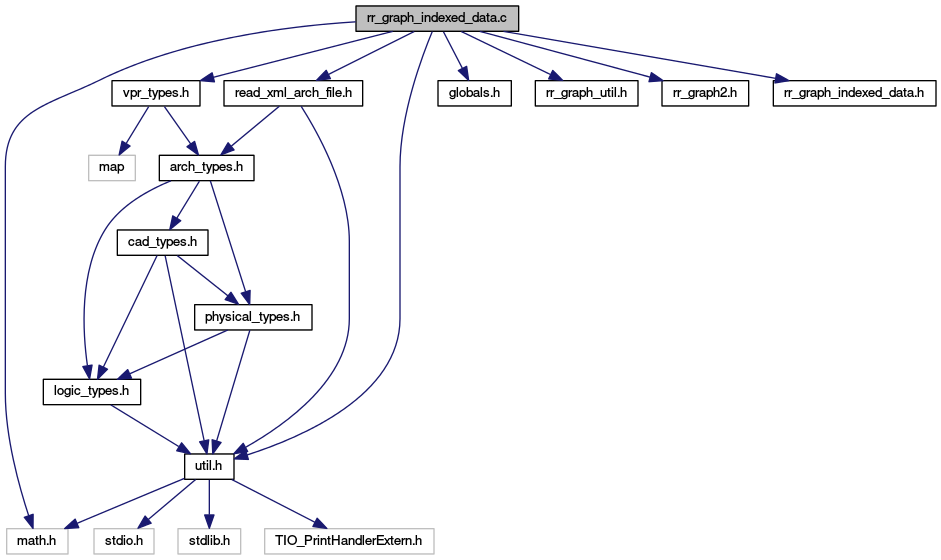 rr_graph_indexed_data.c
vpr_types.h
read_xml_arch_file.h
globals.h
rr_graph_util.h
rr_graph2.h
rr_graph_indexed_data.h
map
arch_types.h
cad_types.h
physical_types.h
logic_types.h
util.h
math.h
stdio.h
stdlib.h
TIO_PrintHandlerExtern.h